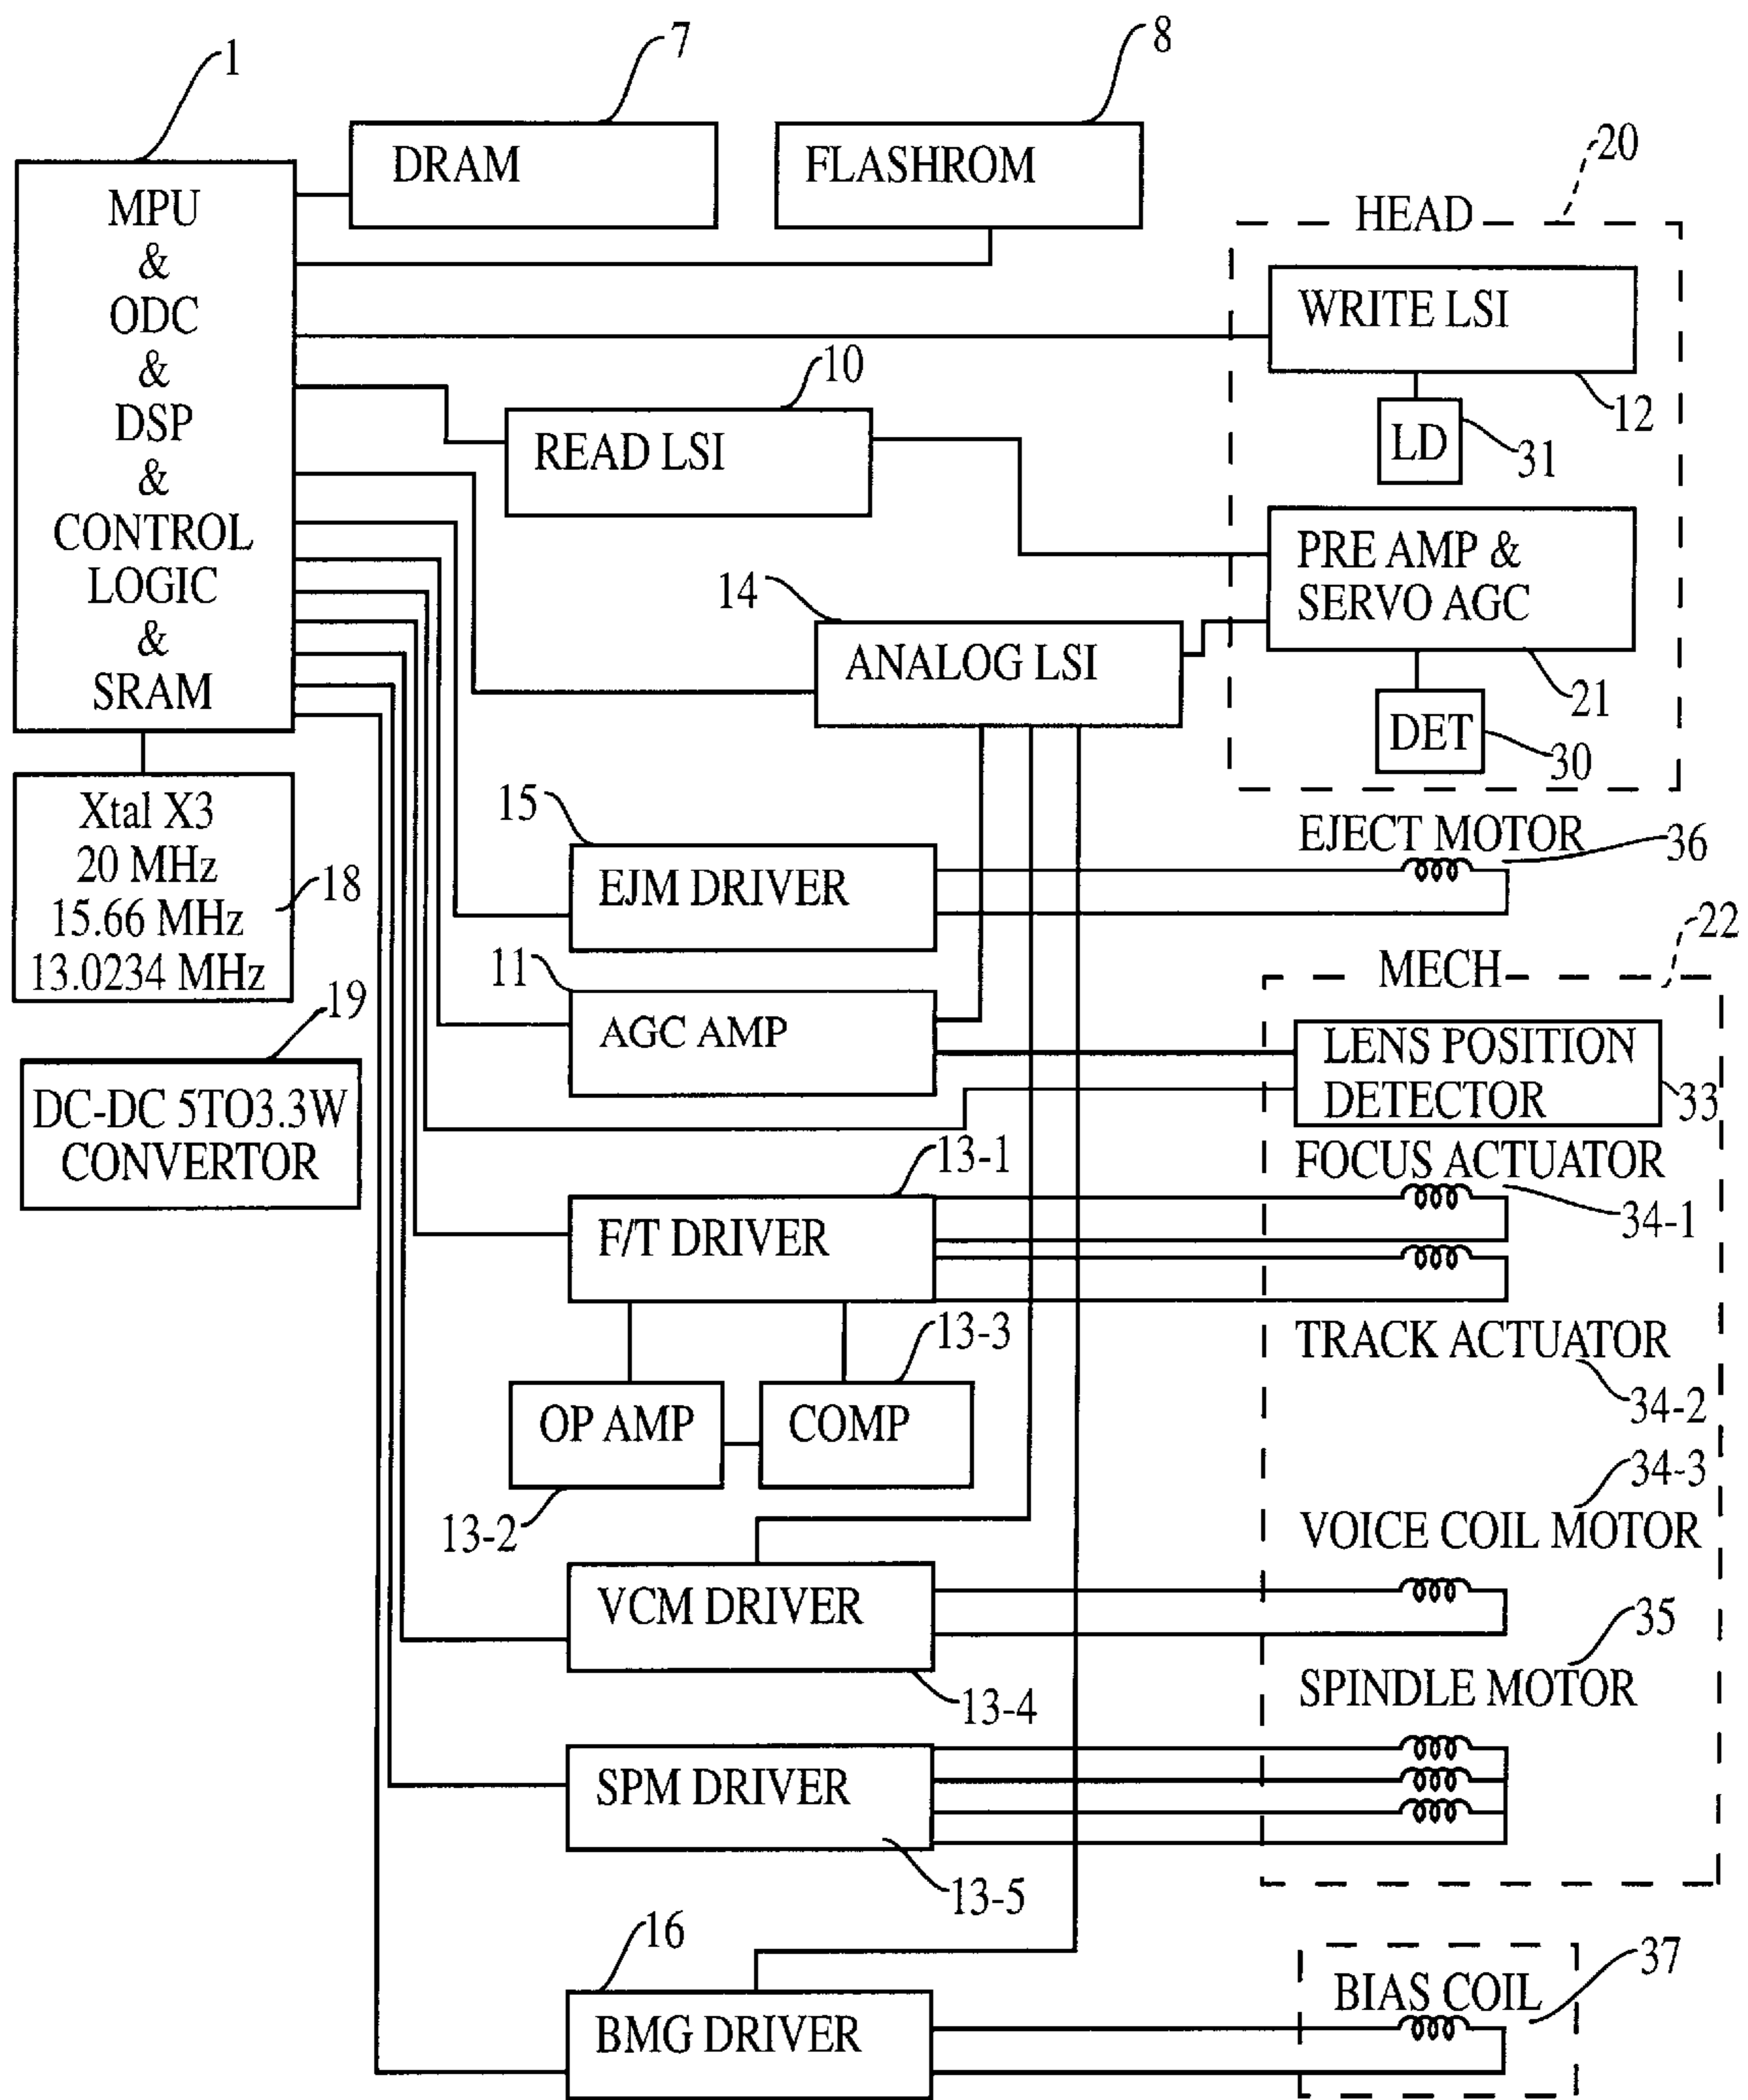 1
7
8
20
DRAM
FLASHROM
HEAD
MPU
&
ODC
&
DSP
&
CONTROL
LOGIC
&
SRAM
WRITE LSI
12
LD
31
10
READ LSI
PRE AMP &
SERVO AGC
21
DET
30
14
ANALOG LSI
Xtal X3
20 MHz
15.66 MHz
13.0234 MHz
18
15
EJM DRIVER
EJECT MOTOR
36
22
MECH
11
AGC AMP
LENS POSITION
DETECTOR
33
19
DC-DC 5TO3.3W
CONVERTOR
13-1
F/T DRIVER
FOCUS ACTUATOR
34-1
13-3
TRACK ACTUATOR
34-2
OP AMP
COMP
13-2
34-3
VOICE COIL MOTOR
VCM DRIVER
13-4
35
SPINDLE MOTOR
SPM DRIVER
13-5
16
BMG DRIVER
BIAS COIL
37